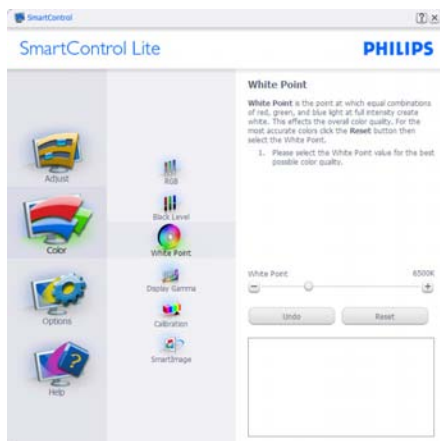 SmartControl
SmartControl Lite
PHILIPS
Adjust
Color
Options
Help
RGB
Black Level
White Point
Display Gamma
Calibration
SmartImage
White Point
White Point is the point at which equal combinations
of red, green, and blue light at full intensity create
white. This affects the overall color quality. For the
most accurate colors click the Reset button then
select the White Point.
1. Please select the White Point value for the best
possible color quality.
White Point: 6500K
Undo Reset